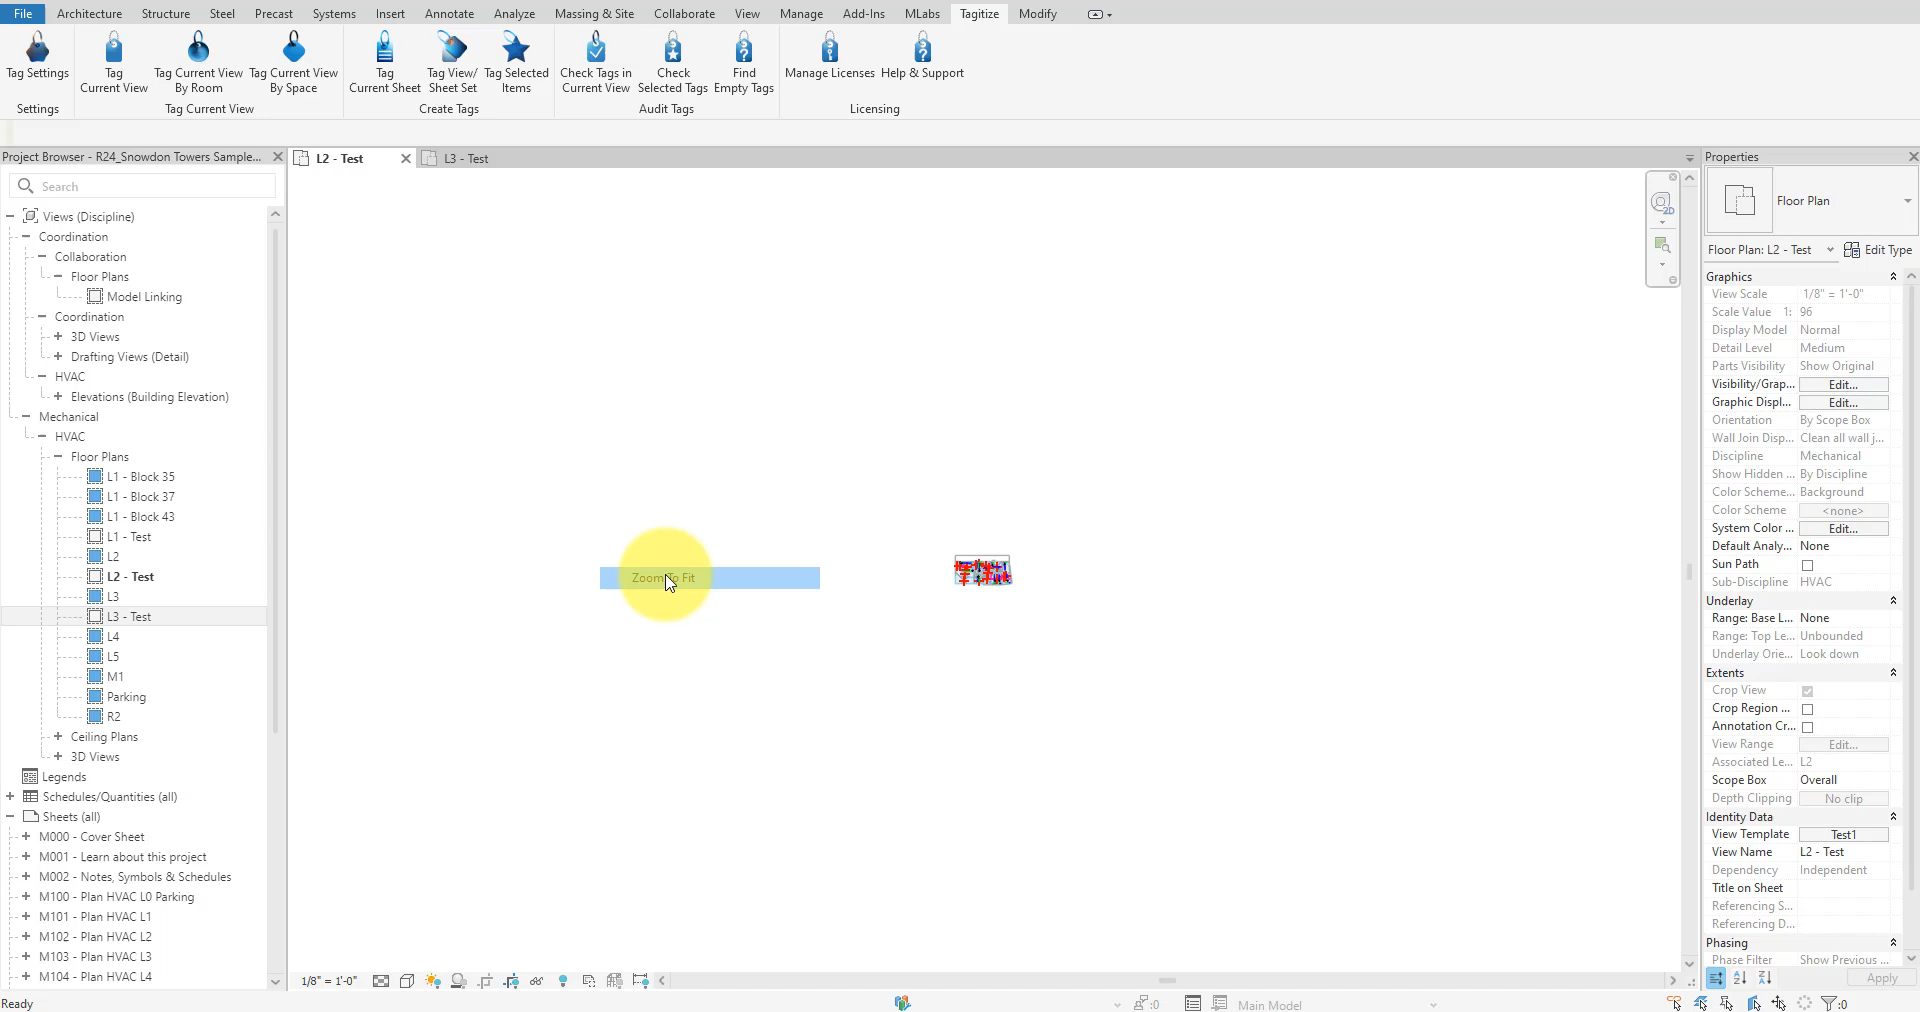 File Architecture Structure Steel Precast Systems Insert Annotate Analyze Massing & Site Collaborate View Manage Add-Ins MLabs Tagitize Modify
Tag Settings
Tag
Current View
Tag Current View
By Room
Tag Current View
By Space
Tag
Current Sheet
Tag View/
Sheet Set
Tag Selected
Items
Check Tags in
Current View
Check
Selected Tags
Find
Empty Tags
Manage Licenses
Help & Support
Settings Tag Current View Create Tags Audit Tags Licensing
Project Browser - R24_Snowdon Towers Sample...
Search
Views (Discipline)
Coordination
Collaboration
Floor Plans
Model Linking
Coordination
3D Views
Drafting Views (Detail)
HVAC
Elevations (Building Elevation)
Mechanical
HVAC
Floor Plans
L1 - Block 35
L1 - Block 37
L1 - Block 43
L1 - Test
L2
L2 - Test
L3
L3 - Test
L4
L5
M1
Parking
R2
Ceiling Plans
3D Views
Legends
Schedules/Quantities (all)
Sheets (all)
M000 - Cover Sheet
M001 - Learn about this project
M002 - Notes, Symbols & Schedules
M100 - Plan HVAC L0 Parking
M101 - Plan HVAC L1
M102 - Plan HVAC L2
M103 - Plan HVAC L3
M104 - Plan HVAC L4
L2 - Test L3 - Test
2D
Zoom To Fit
1/8" = 1'-0"
Properties
Floor Plan
Floor Plan: L2 - Test Edit Type
Graphics
View Scale 1/8" = 1'-0"
Scale Value 1: 96
Display Model Normal
Detail Level Medium
Parts Visibility Show Original
Visibility/Grap... Edit...
Graphic Displ... Edit...
Orientation By Scope Box
Wall Join Disp... Clean all wall j...
Discipline Mechanical
Show Hidden ... By Discipline
Color Scheme... Background
Color Scheme <none>
System Color ... Edit...
Default Analy... None
Sun Path
Sub-Discipline HVAC
Underlay
Range: Base L... None
Range: Top Le... Unbounded
Underlay Orie... Look down
Extents
Crop View
Crop Region ...
Annotation Cr...
View Range Edit...
Associated Le... L2
Scope Box Overall
Depth Clipping No clip
Identity Data
View Template Test1
View Name L2 - Test
Dependency Independent
Title on Sheet
Referencing S...
Referencing D...
Phasing
Phase Filter Show Previous ...
Apply
Ready
:0
Main Model
:0